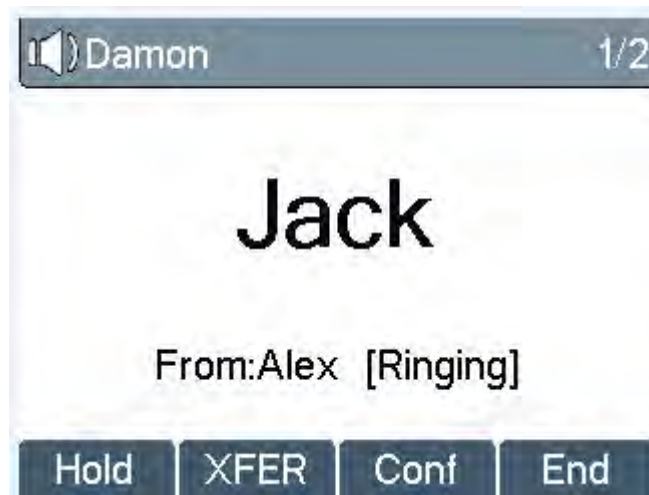 Damon 1/2
Jack
From:Alex [Ringing]
Hold XFER Conf End